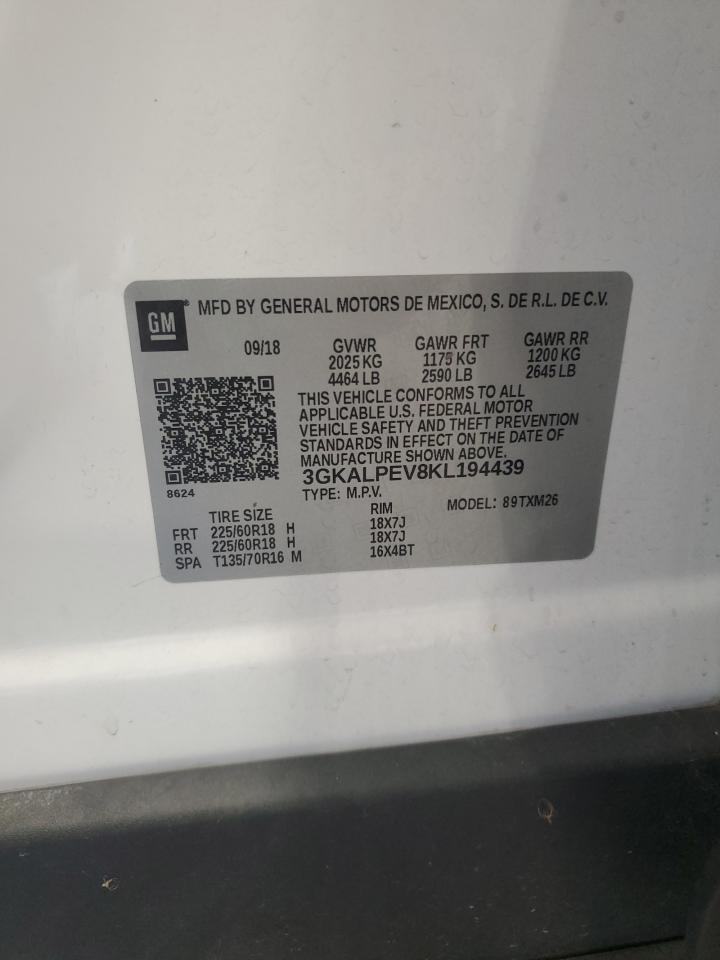 GM ® MFD BY GENERAL MOTORS DE MEXICO, S. DE R.L. DE C.V.
09/18 GVWR GAWR FRT GAWR RR
2025 KG 1175 KG 1200 KG
4464 LB 2590 LB 2645 LB
THIS VEHICLE CONFORMS TO ALL
APPLICABLE U.S. FEDERAL MOTOR
VEHICLE SAFETY AND THEFT PREVENTION
STANDARDS IN EFFECT ON THE DATE OF
MANUFACTURE SHOWN ABOVE.
3GKALPEV8KL194439
8624
TYPE: M.P.V. MODEL: 89TXM26
TIRE SIZE RIM
FRT 225/60R18 H 18X7J
RR 225/60R18 H 18X7J
SPA T135/70R16 M 16X4BT